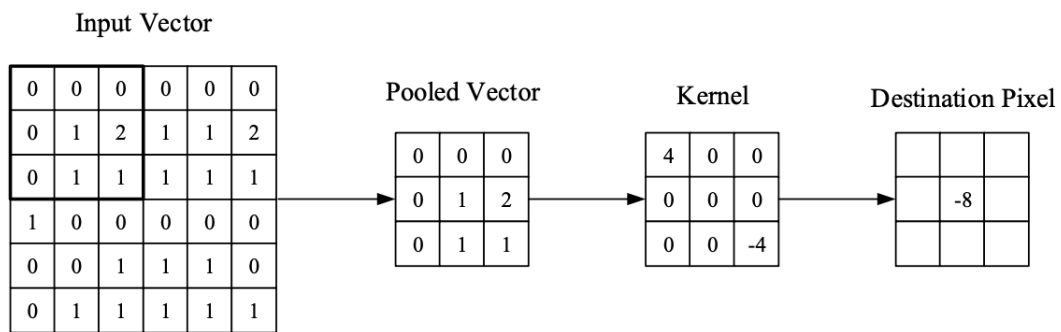 Input Vector
Pooled Vector
Kernel
Destination Pixel
0 0 0 0 0 0
0 1 2 1 1 2
0 1 1 1 1 1
1 0 0 0 0 0
0 0 1 1 1 0
0 1 1 1 1 1
0 0 0
0 1 2
0 1 1
4 0 0
0 0 0
0 0 -4
-8